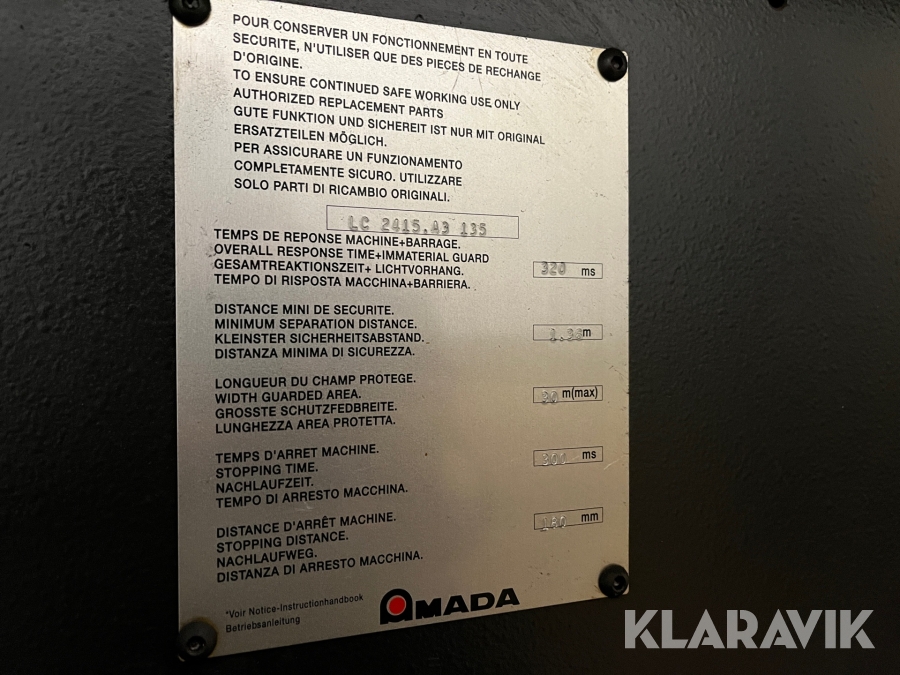 POUR CONSERVER UN FONCTIONNEMENT EN TOUTE
SECURITE, N'UTILISER QUE DES PIECES DE RECHANGE
D'ORIGINE.
TO ENSURE CONTINUED SAFE WORKING USE ONLY
AUTHORIZED REPLACEMENT PARTS
GUTE FUNKTION UND SICHEREIT IST NUR MIT ORIGINAL
ERSATZTEILEN MÖGLICH.
PER ASSICURARE UN FUNZIONAMENTO
COMPLETAMENTE SICURO. UTILIZZARE
SOLO PARTI DI RICAMBIO ORIGINALI.
LC 2415.A3 135
TEMPS DE REPONSE MACHINE+BARRAGE.
OVERALL RESPONSE TIME+IMMATERIAL GUARD
GESAMTREAKTIONSZEIT+ LICHTVORHANG.
TEMPO DI RISPOSTA MACCHINA+BARRIERA.
320 ms
DISTANCE MINI DE SECURITE.
MINIMUM SEPARATION DISTANCE.
KLEINSTER SICHERHEITSABSTAND.
DISTANZA MINIMA DI SICUREZZA.
m
LONGUEUR DU CHAMP PROTEGE.
WIDTH GUARDED AREA.
GROSSTE SCHUTZFEDBREITE.
LUNGHEZZA AREA PROTETTA.
m(max)
TEMPS D'ARRET MACHINE.
STOPPING TIME.
NACHLAUFZEIT.
TEMPO DI ARRESTO MACCHINA.
300 ms
DISTANCE D'ARRÊT MACHINE.
STOPPING DISTANCE.
NACHLAUFWEG.
DISTANZA DI ARRESTO MACCHINA.
160 mm
*Voir Notice-Instructionhandbook
Betriebsanleitung
AMADA
KLARAVIK